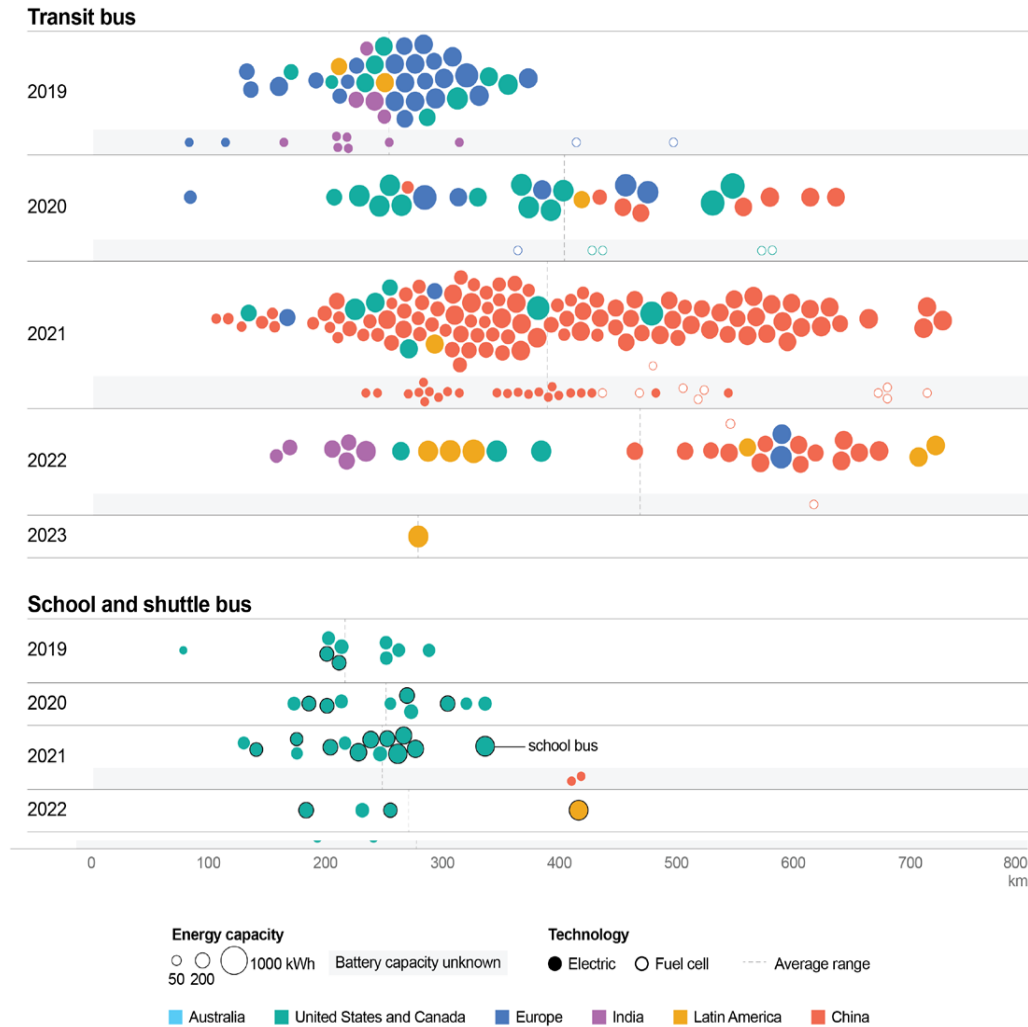 Transit bus
2019
2020
2021
2022
2023
School and shuttle bus
2019
2020
2021
school bus
2022
0 100 200 300 400 500 600 700 800
km
Energy capacity
50 200 1000 kWh
Battery capacity unknown
Technology
Electric Fuel cell Average range
Australia United States and Canada Europe India Latin America China